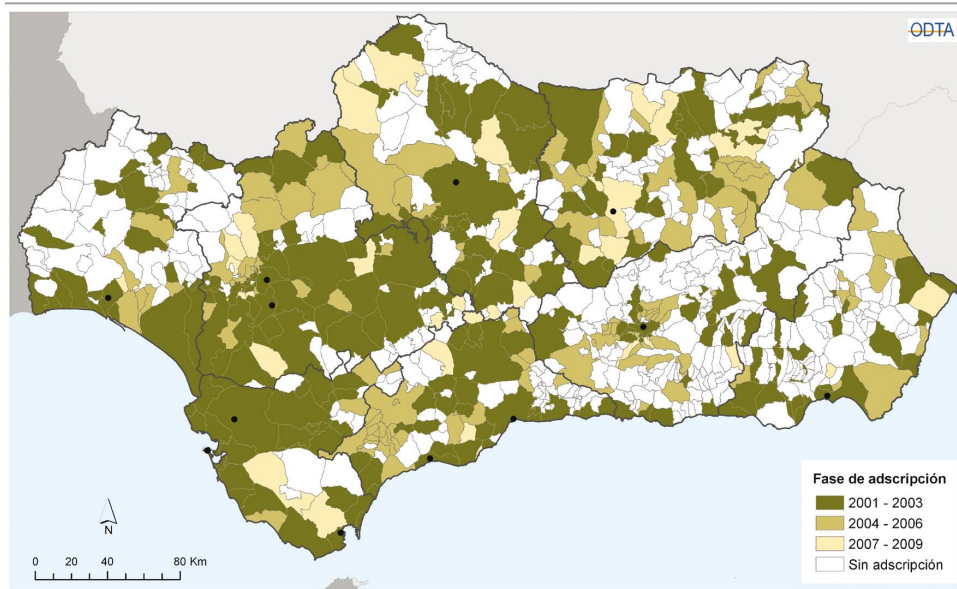 ODTA
Fase de adscripción
2001 - 2003
2004 - 2006
2007 - 2009
Sin adscripción
N
0 20 40 80 Km